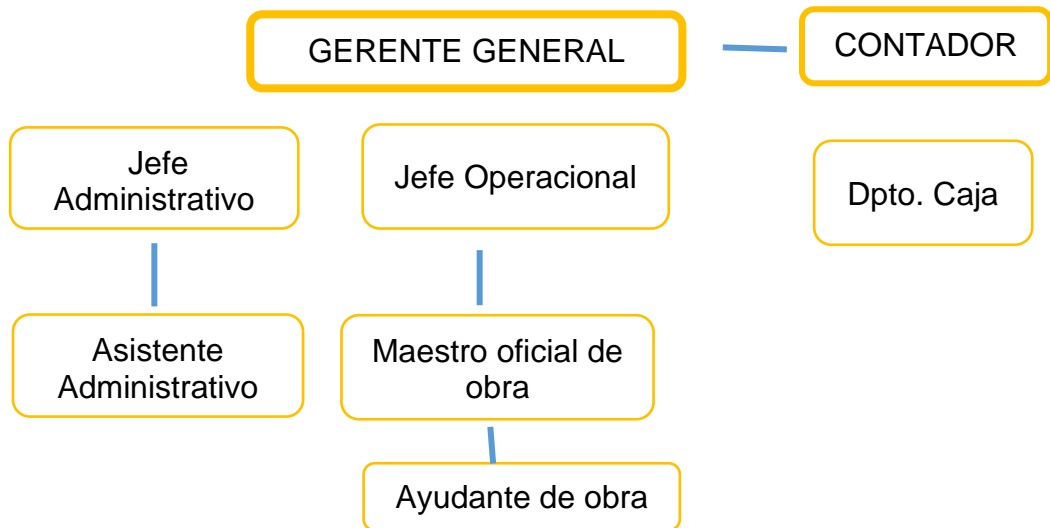 GERENTE GENERAL
CONTADOR
Jefe
Administrativo
Jefe Operacional
Dpto. Caja
Asistente
Administrativo
Maestro oficial de
obra
Ayudante de obra